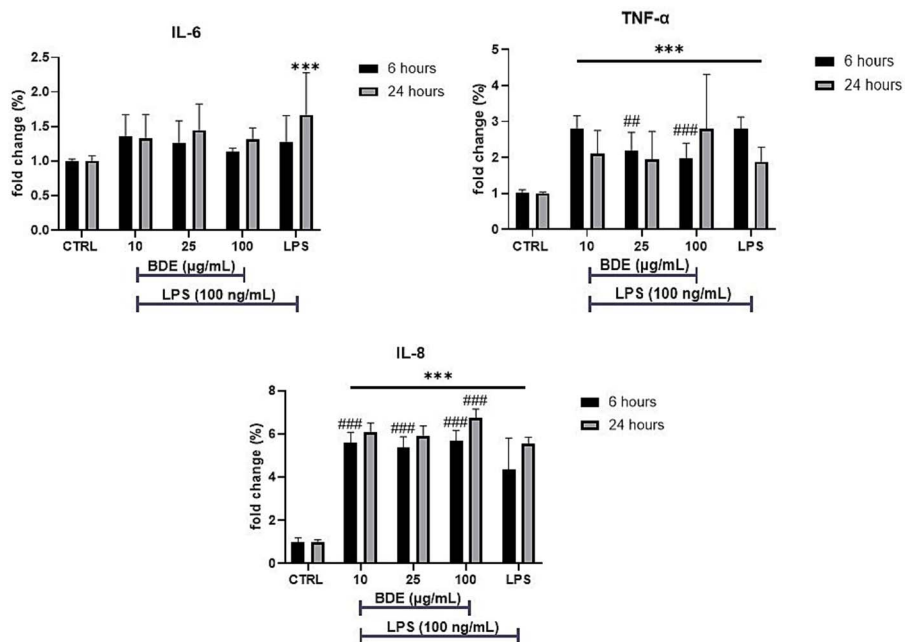 IL-6
fold change (%)
2.5
2.0
1.5
1.0
0.5
0.0
***
CTRL 10 25 100 LPS
BDE (µg/mL)
LPS (100 ng/mL)
6 hours
24 hours
TNF-α
fold change (%)
5
4
3
2
1
0
***
## ###
CTRL 10 25 100 LPS
BDE (µg/mL)
LPS (100 ng/mL)
6 hours
24 hours
IL-8
fold change (%)
8
6
4
2
0
***
###
### ### ###
CTRL 10 25 100 LPS
BDE (µg/mL)
LPS (100 ng/mL)
6 hours
24 hours